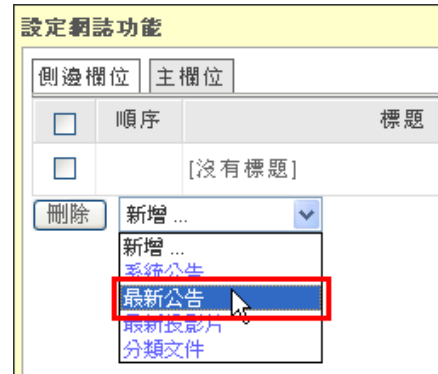 設定網誌功能
側邊欄位 主欄位
順序 標題
[沒有標題]
刪除 新增 ...
新增 ...
系統公告
最新公告
最新投影片
分類文件